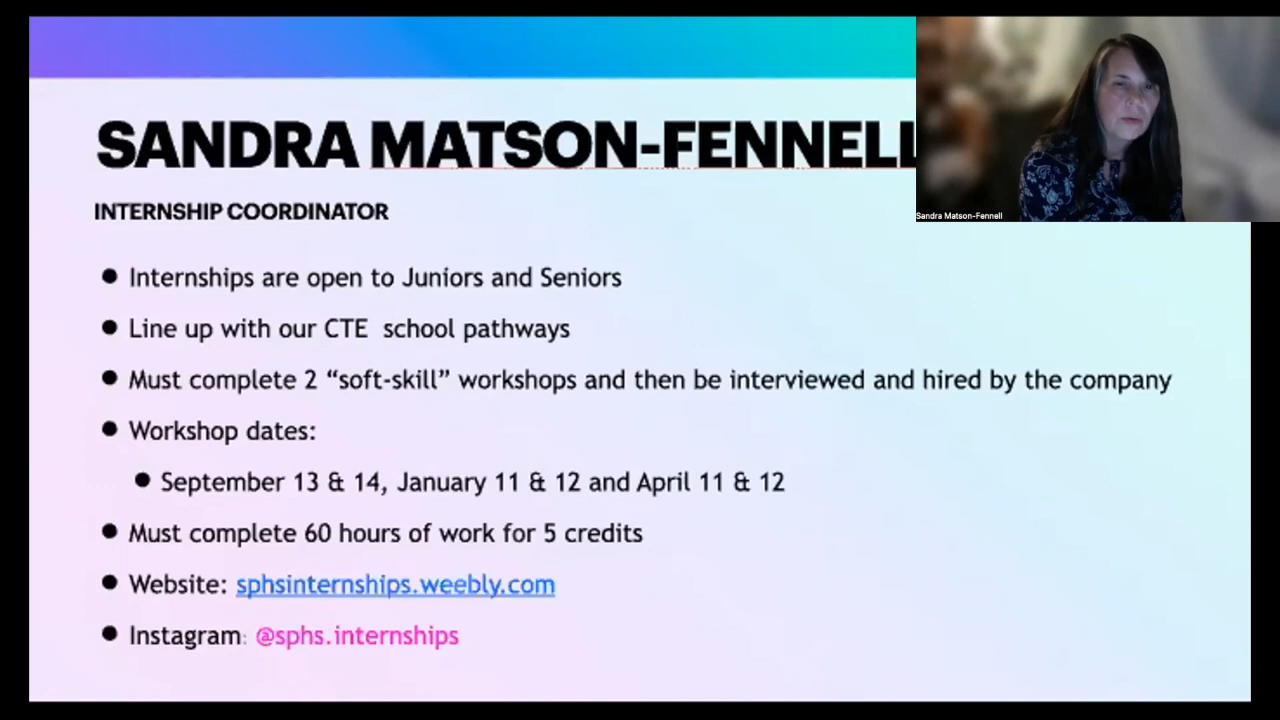 SANDRA MATSON-FENNELL
Sandra Matson-Fennell
INTERNSHIP COORDINATOR
● Internships are open to Juniors and Seniors
● Line up with our CTE  school pathways
● Must complete 2 “soft-skill” workshops and then be interviewed and hired by the company
● Workshop dates:
● September 13 & 14, January 11 & 12 and April 11 & 12
● Must complete 60 hours of work for 5 credits
● Website: sphsinternships.weebly.com
● Instagram: @sphs.internships